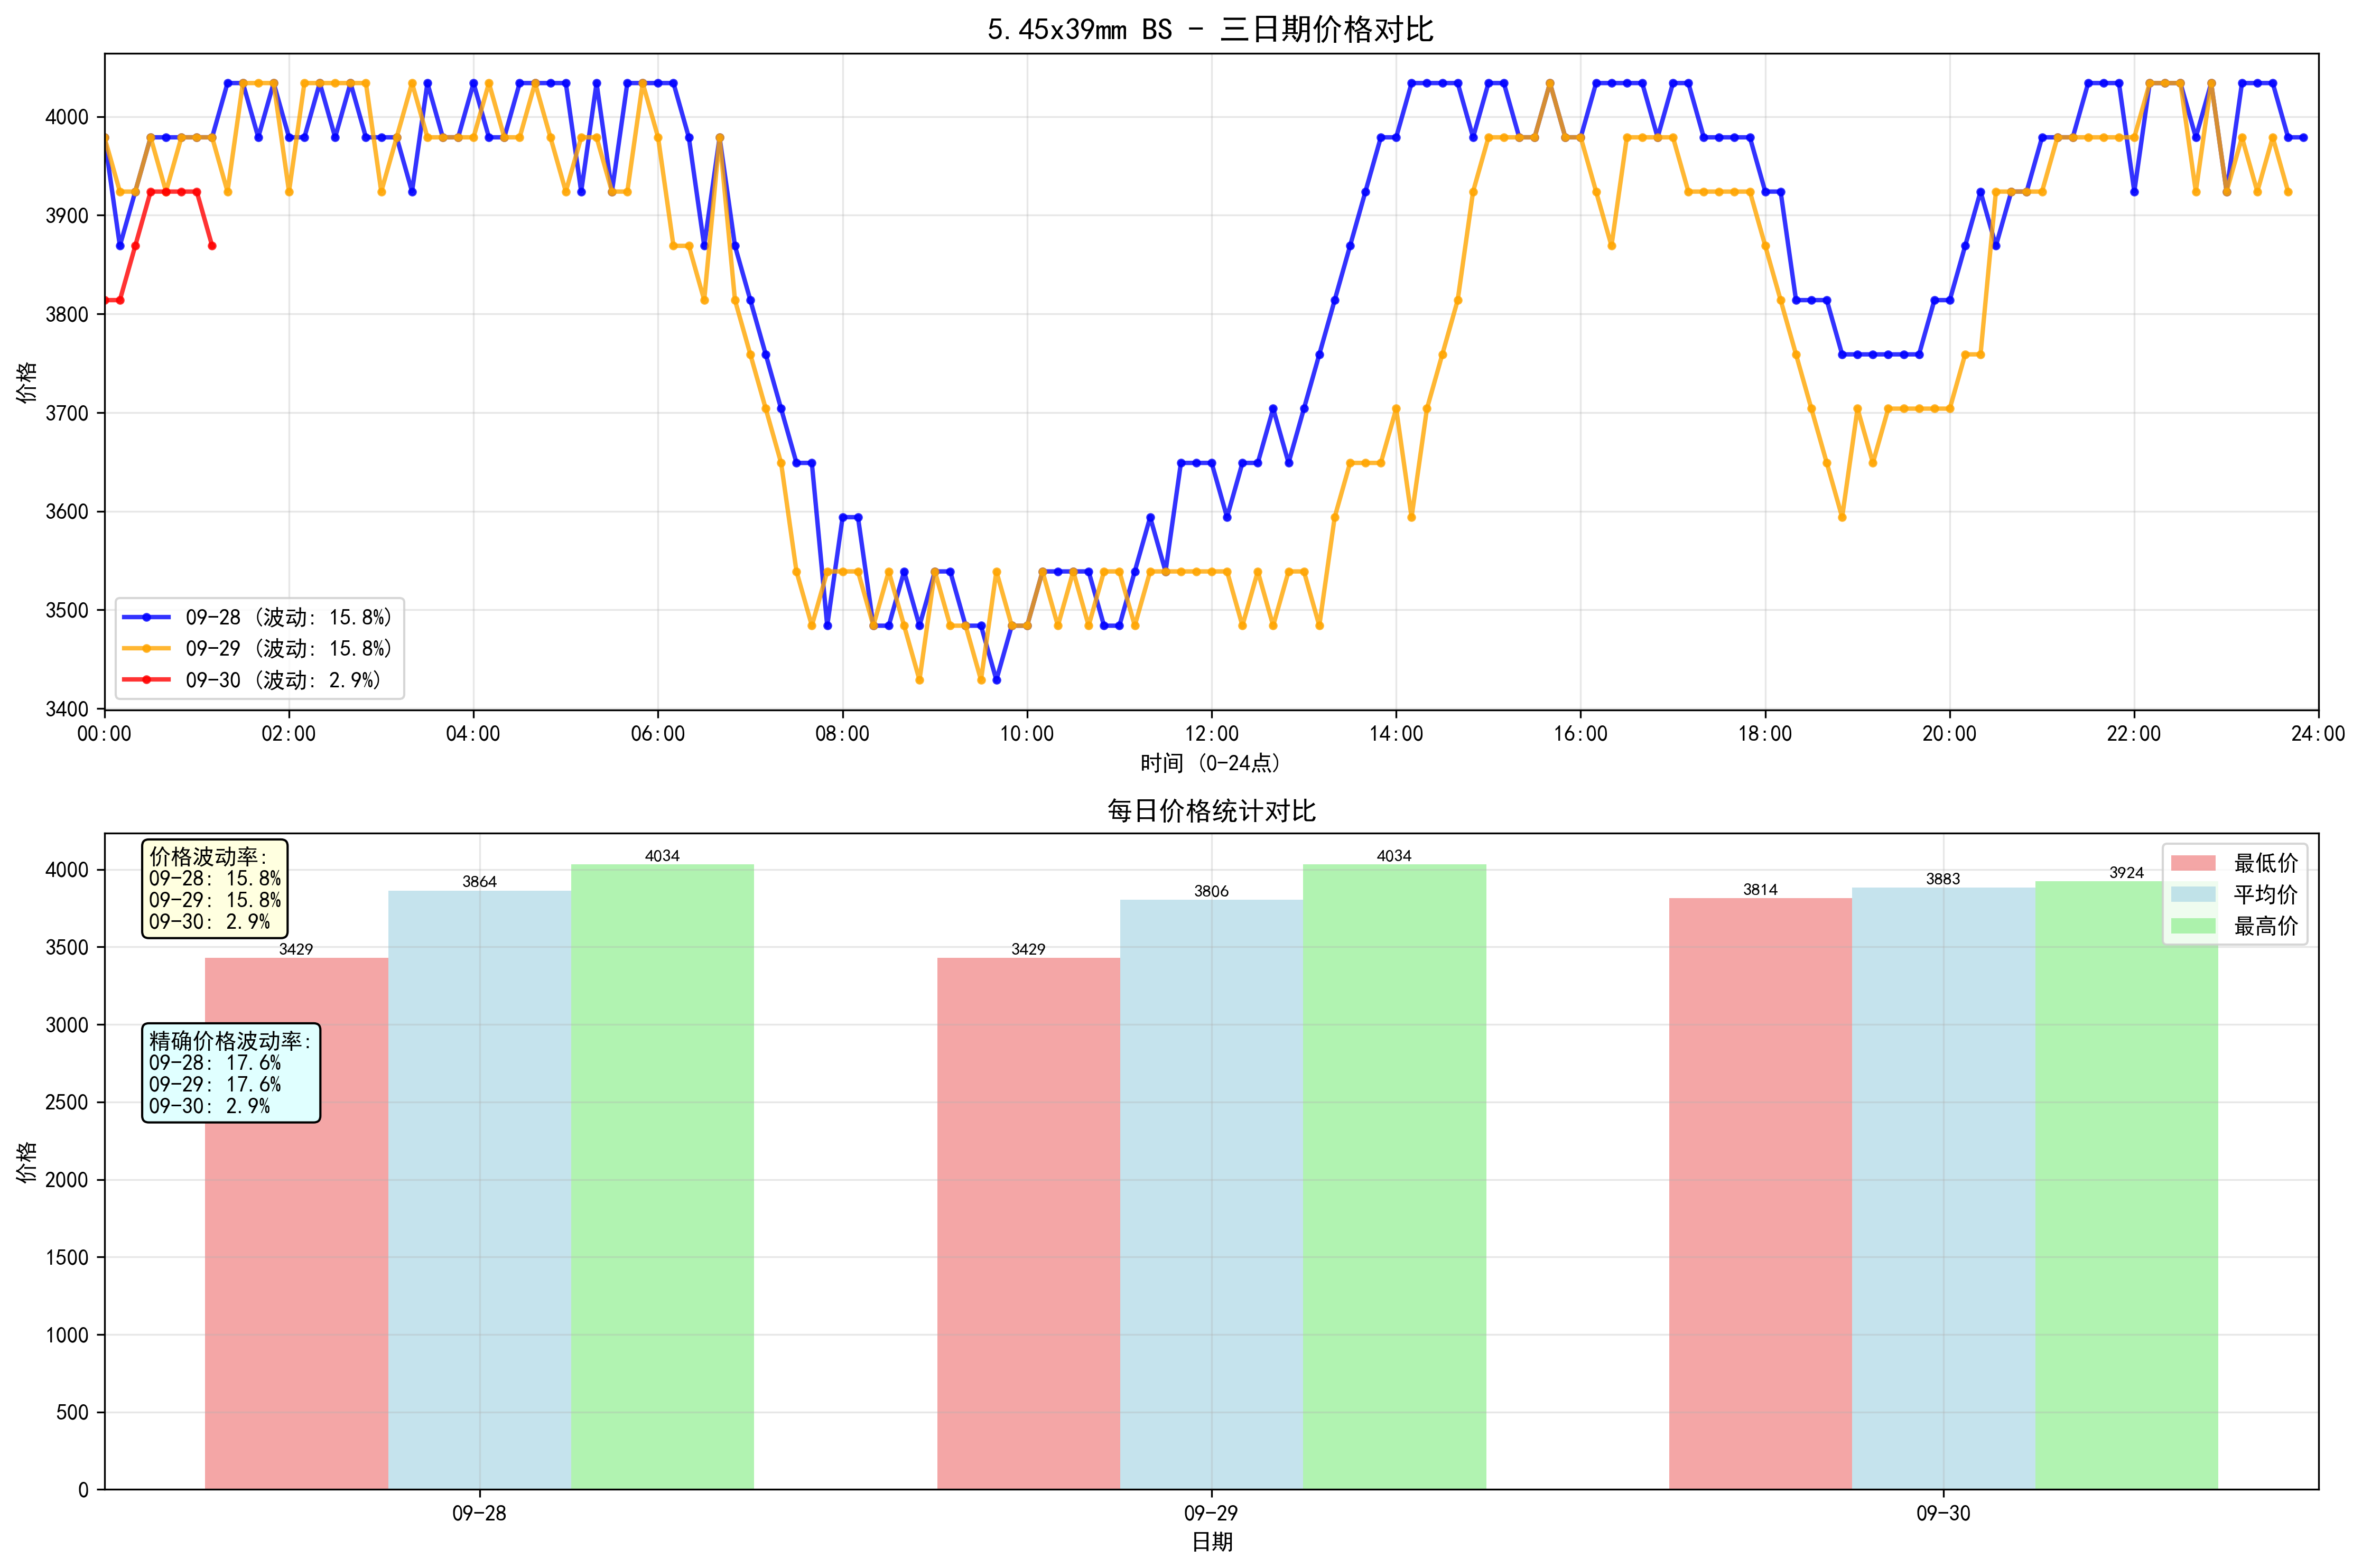 5.45x39mm BS - 三日期价格对比
价格
4000
3900
3800
3700
3600
3500
3400
09-28 (波动: 15.8%)
09-29 (波动: 15.8%)
09-30 (波动: 2.9%)
00:00 02:00 04:00 06:00 08:00 10:00 12:00 14:00 16:00 18:00 20:00 22:00 24:00
时间 (0-24点)
每日价格统计对比
价格
4000
3500
3000
2500
2000
1500
1000
500
0
价格波动率:
09-28: 15.8%
09-29: 15.8%
09-30: 2.9%
精确价格波动率:
09-28: 17.6%
09-29: 17.6%
09-30: 2.9%
3429 3864 4034 3429 3806 4034 3814 3883 3924
最低价
平均价
最高价
09-28 09-29 09-30
日期